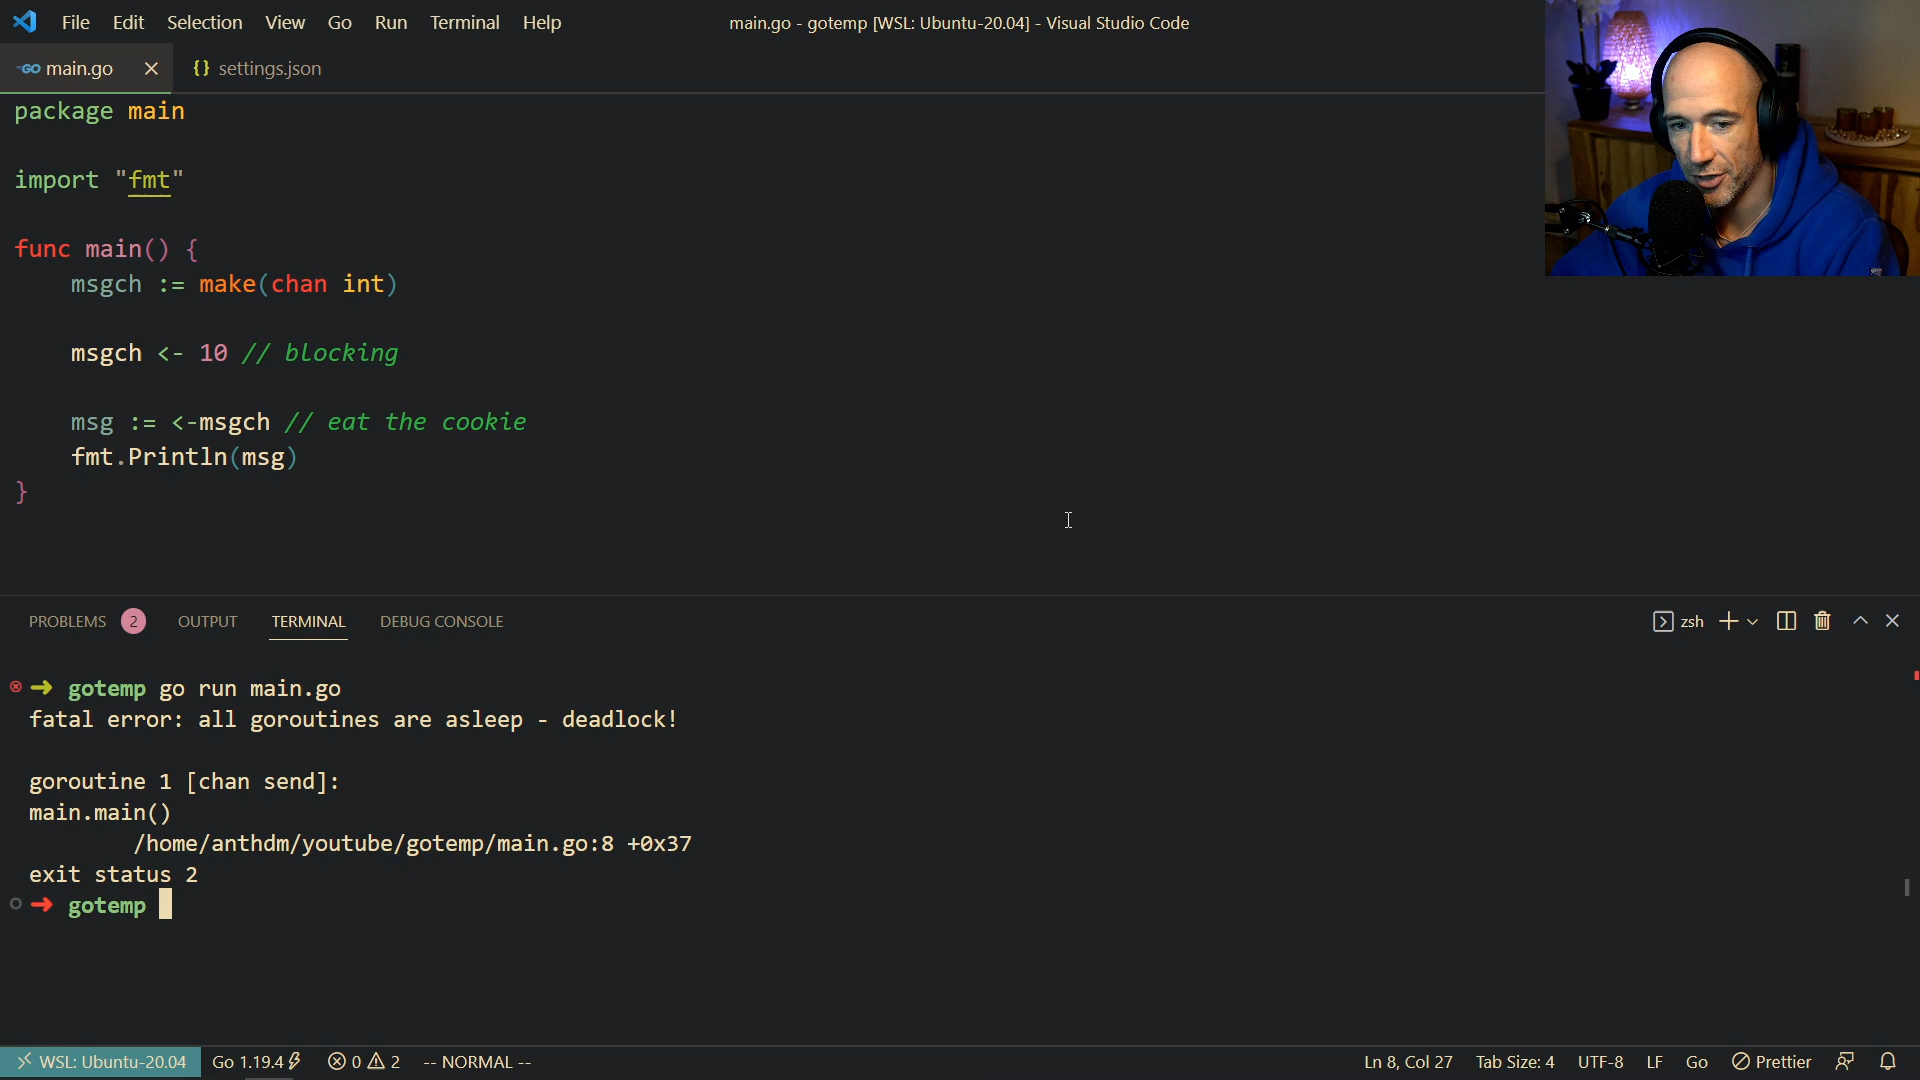 File Edit Selection View Go Run Terminal Help
main.go - gotemp [WSL: Ubuntu-20.04] - Visual Studio Code
GO main.go
{} settings.json
package main
import "fmt"
func main() {
msgch := make(chan int)
msgch <- 10 // blocking
msg := <-msgch // eat the cookie
fmt.Println(msg)
}
PROBLEMS 2 OUTPUT TERMINAL DEBUG CONSOLE
zsh
gotemp go run main.go
fatal error: all goroutines are asleep - deadlock!
goroutine 1 [chan send]:
main.main()
/home/anthdm/youtube/gotemp/main.go:8 +0x37
exit status 2
gotemp
WSL: Ubuntu-20.04 Go 1.19.4 0 2 -- NORMAL -- Ln 8, Col 27 Tab Size: 4 UTF-8 LF Go Prettier